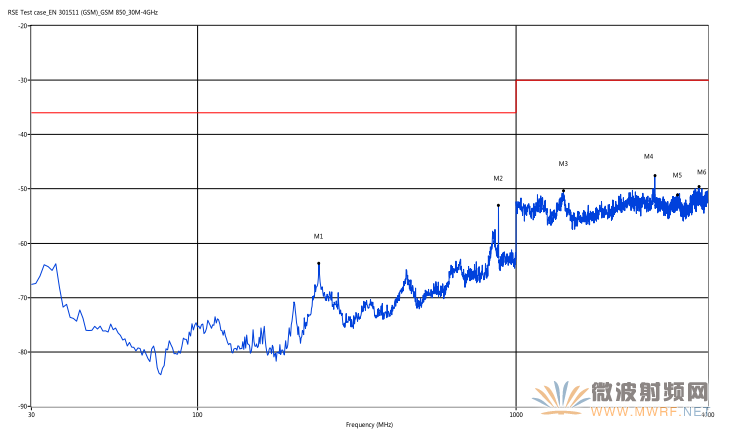 RSE Test case_EN 301511 (GSM)_GSM 850_30M-4GHz
-20
-30
-40
-50
-60
-70
-80
-90
M1
M2
M3
M4
M5
M6
30
100
1000
Frequency (MHz)
微波射频网
WWW.MWRF.NET